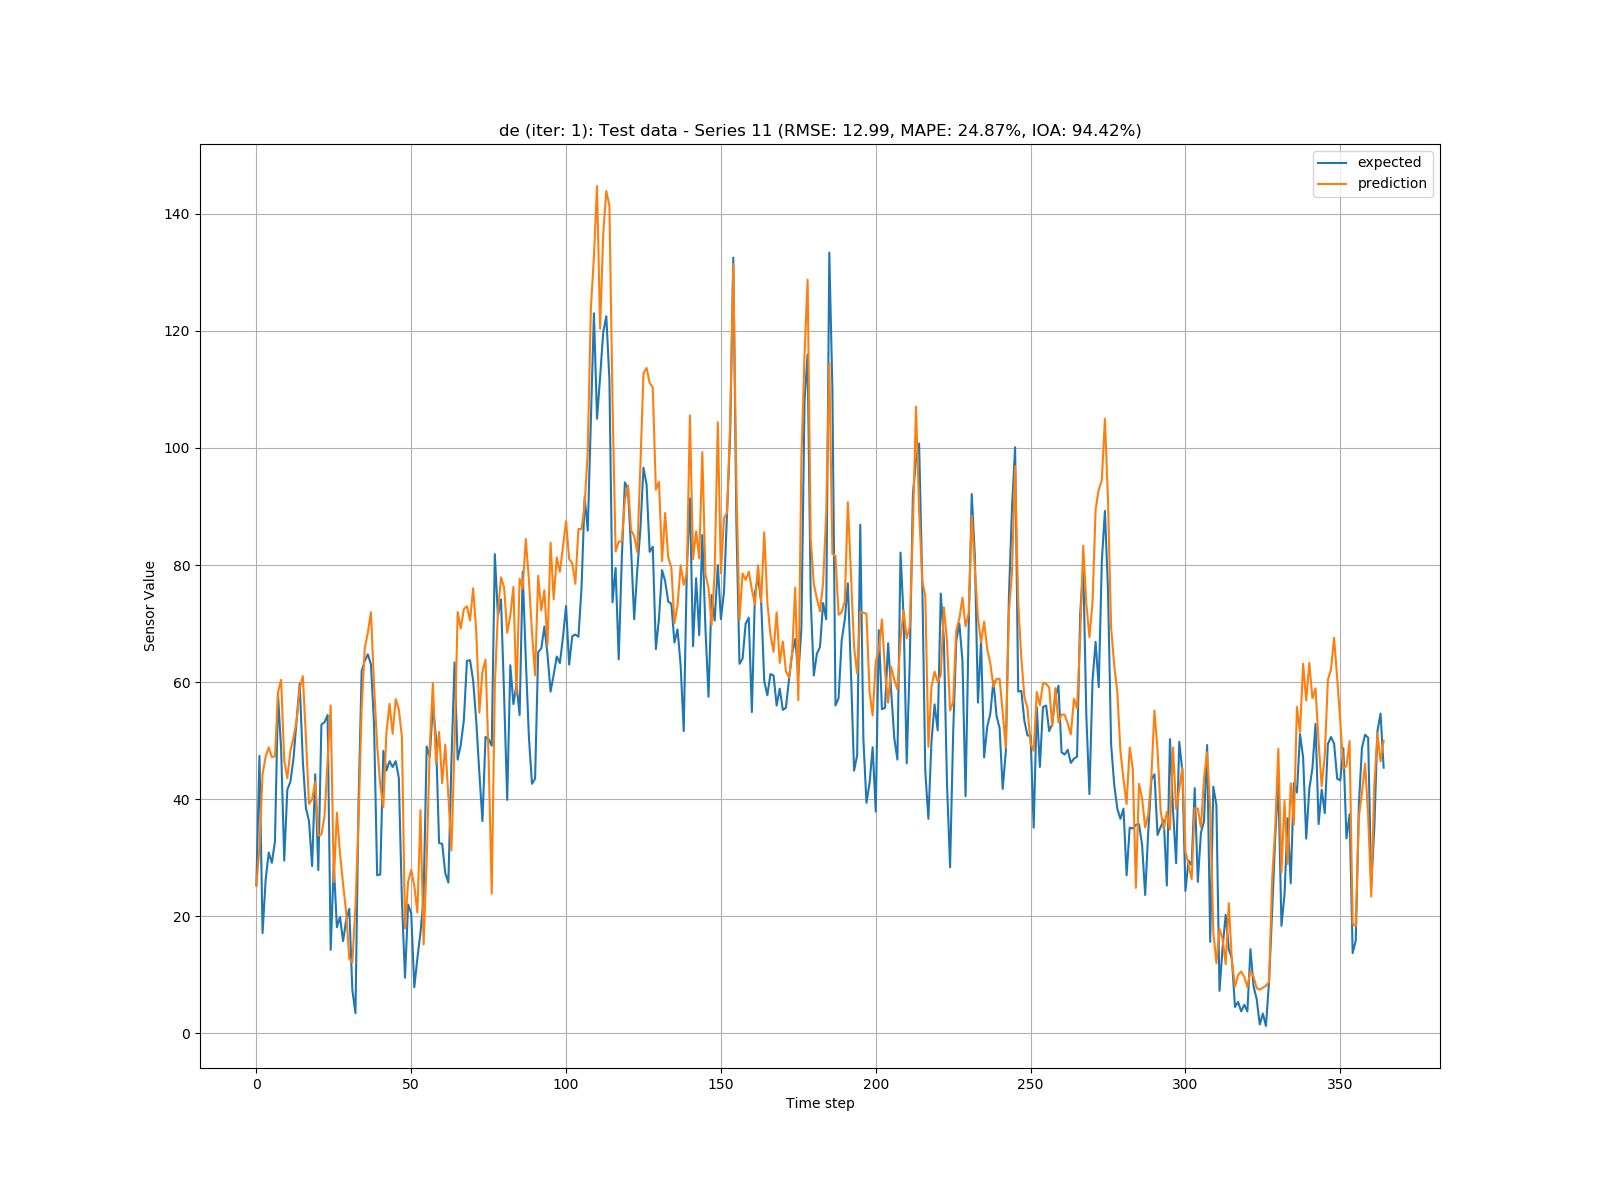 de (iter: 1): Test data - Series 11 (RMSE: 12.99, MAPE: 24.87%, IOA: 94.42%)
expected
prediction
140
120
100
80
60
40
20
0
Sensor Value
0 50 100 150 200 250 300 350
Time step